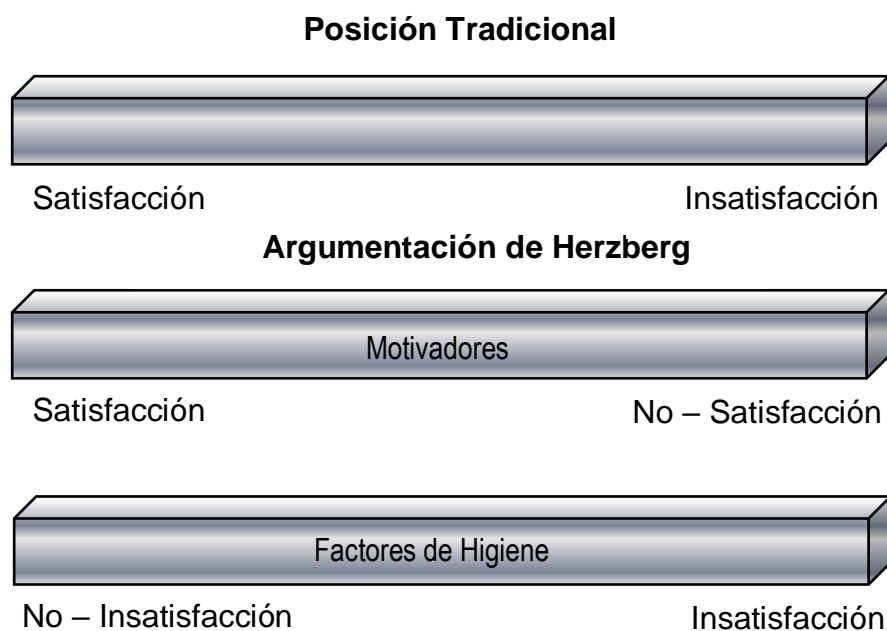 Posición Tradicional
Satisfacción Insatisfacción
Argumentación de Herzberg
Motivadores
Satisfacción No – Satisfacción
Factores de Higiene
No – Insatisfacción Insatisfacción